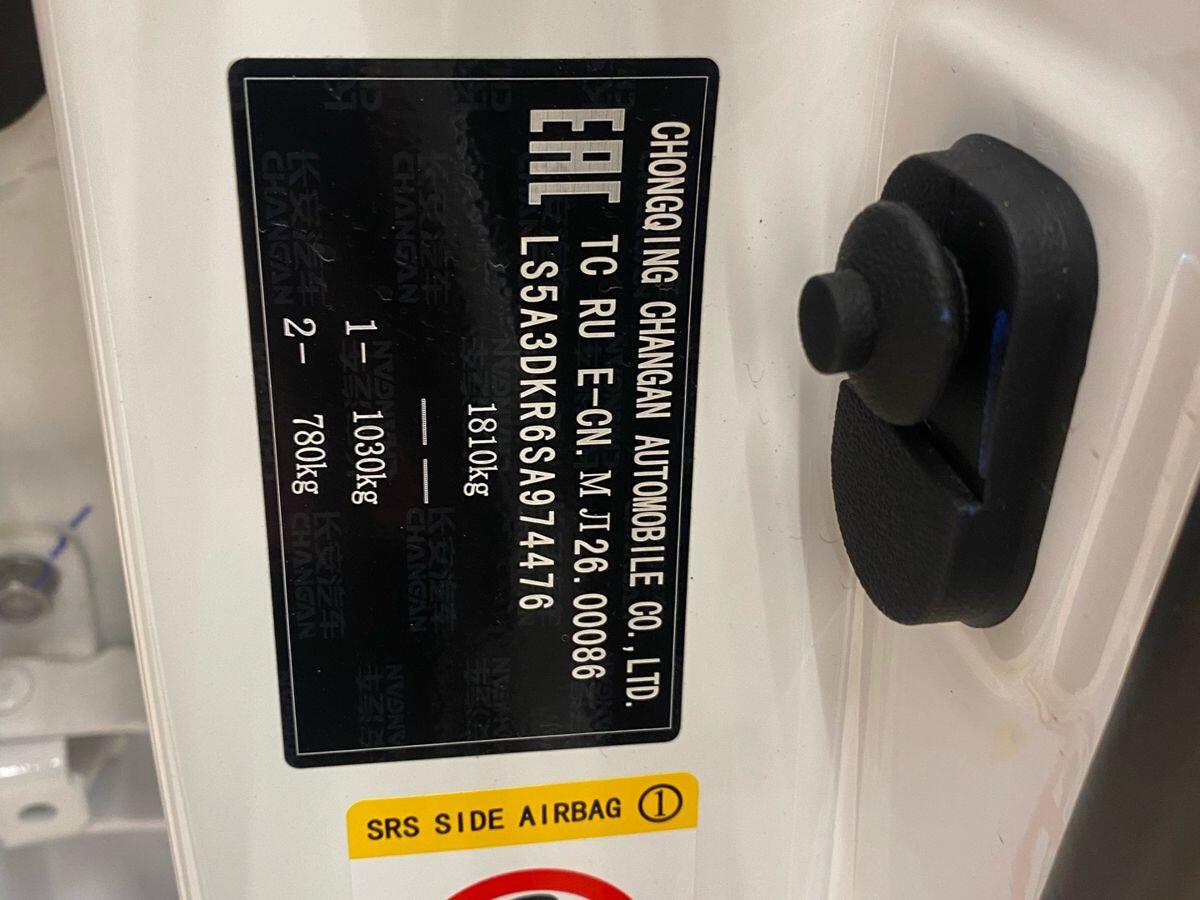 CHONGQING CHANGAN AUTOMOBILE CO.,LTD.
EAC TC RU E-CN.МЛ26.00086
LS5A3DKR6SA974476
1810kg
— —
1- 1030kg
2- 780kg
SRS SIDE AIRBAG ①